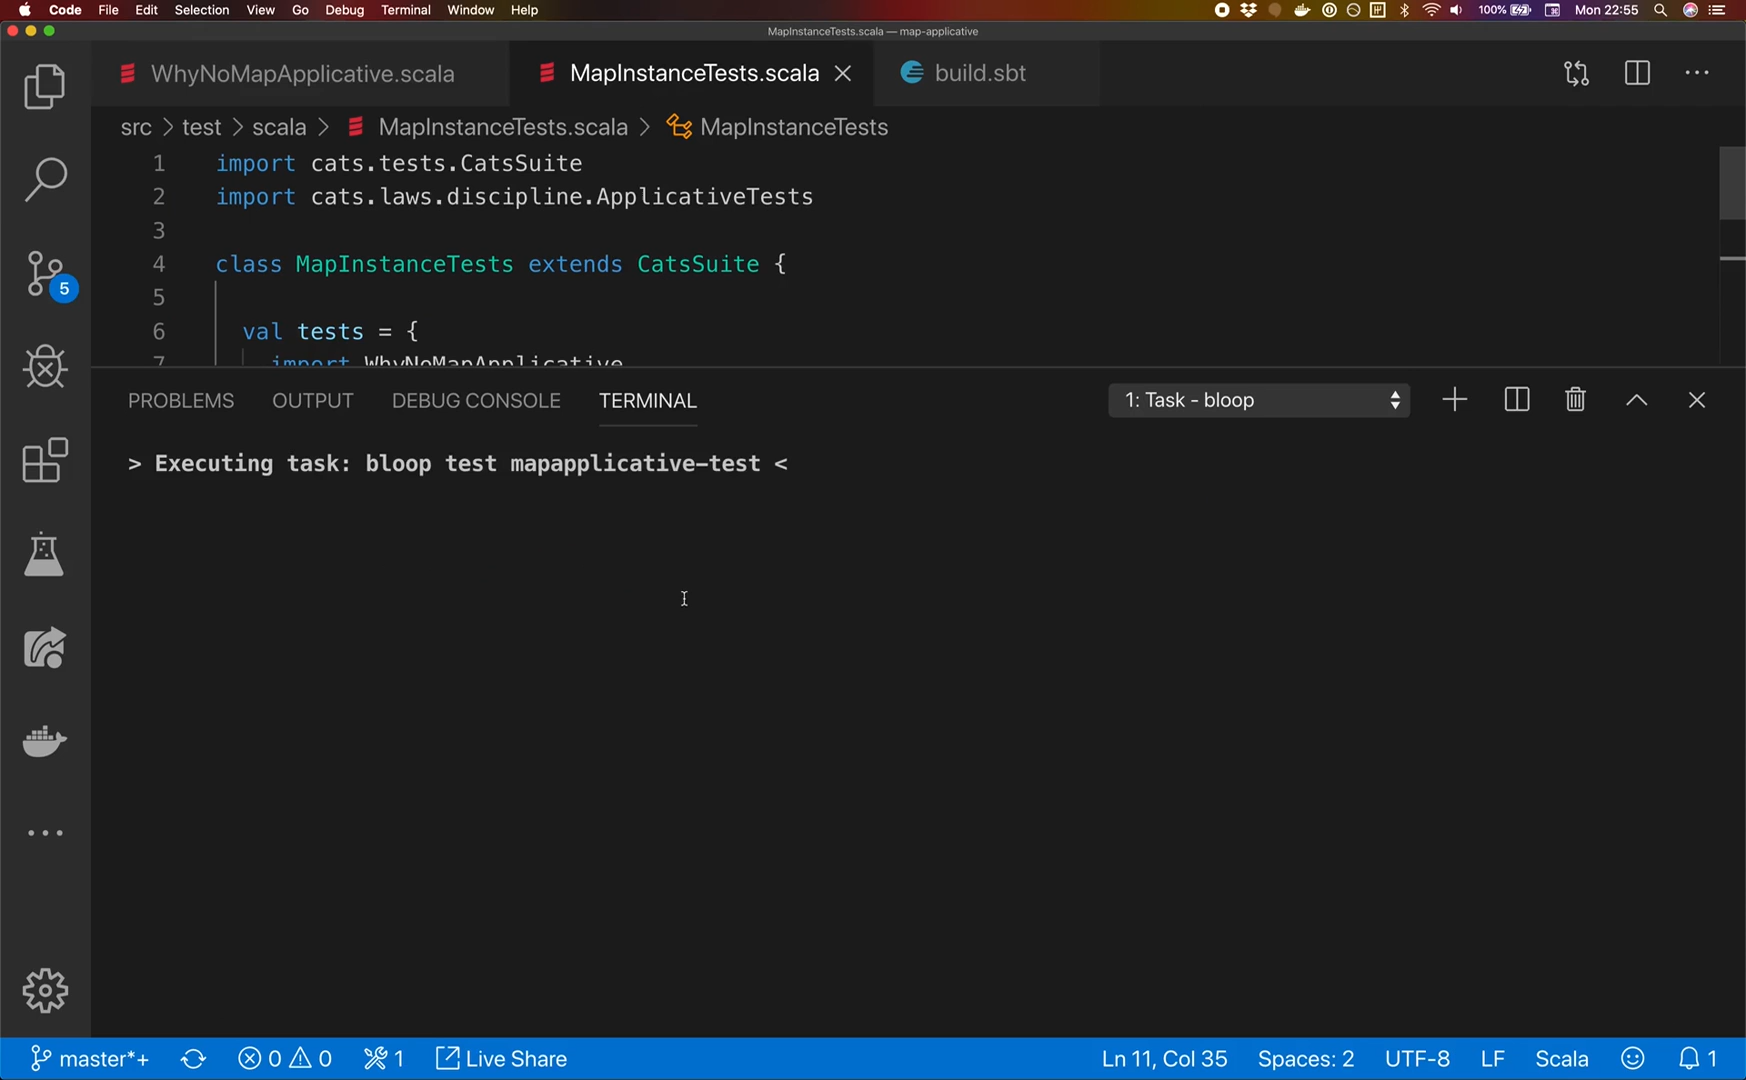 Code File Edit Selection View Go Debug Terminal Window Help 100% Mon 22:55
MapInstanceTests.scala — map-applicative
WhyNoMapApplicative.scala MapInstanceTests.scala build.sbt
src > test > scala > MapInstanceTests.scala > MapInstanceTests
1 import cats.tests.CatsSuite
2 import cats.laws.discipline.ApplicativeTests
3
4 class MapInstanceTests extends CatsSuite {
5
6 val tests = {
7 import WhyNoMapApplicative
5
PROBLEMS OUTPUT DEBUG CONSOLE TERMINAL 1: Task - bloop
> Executing task: bloop test mapapplicative-test <
master*+ 0 0 1 Live Share Ln 11, Col 35 Spaces: 2 UTF-8 LF Scala 1